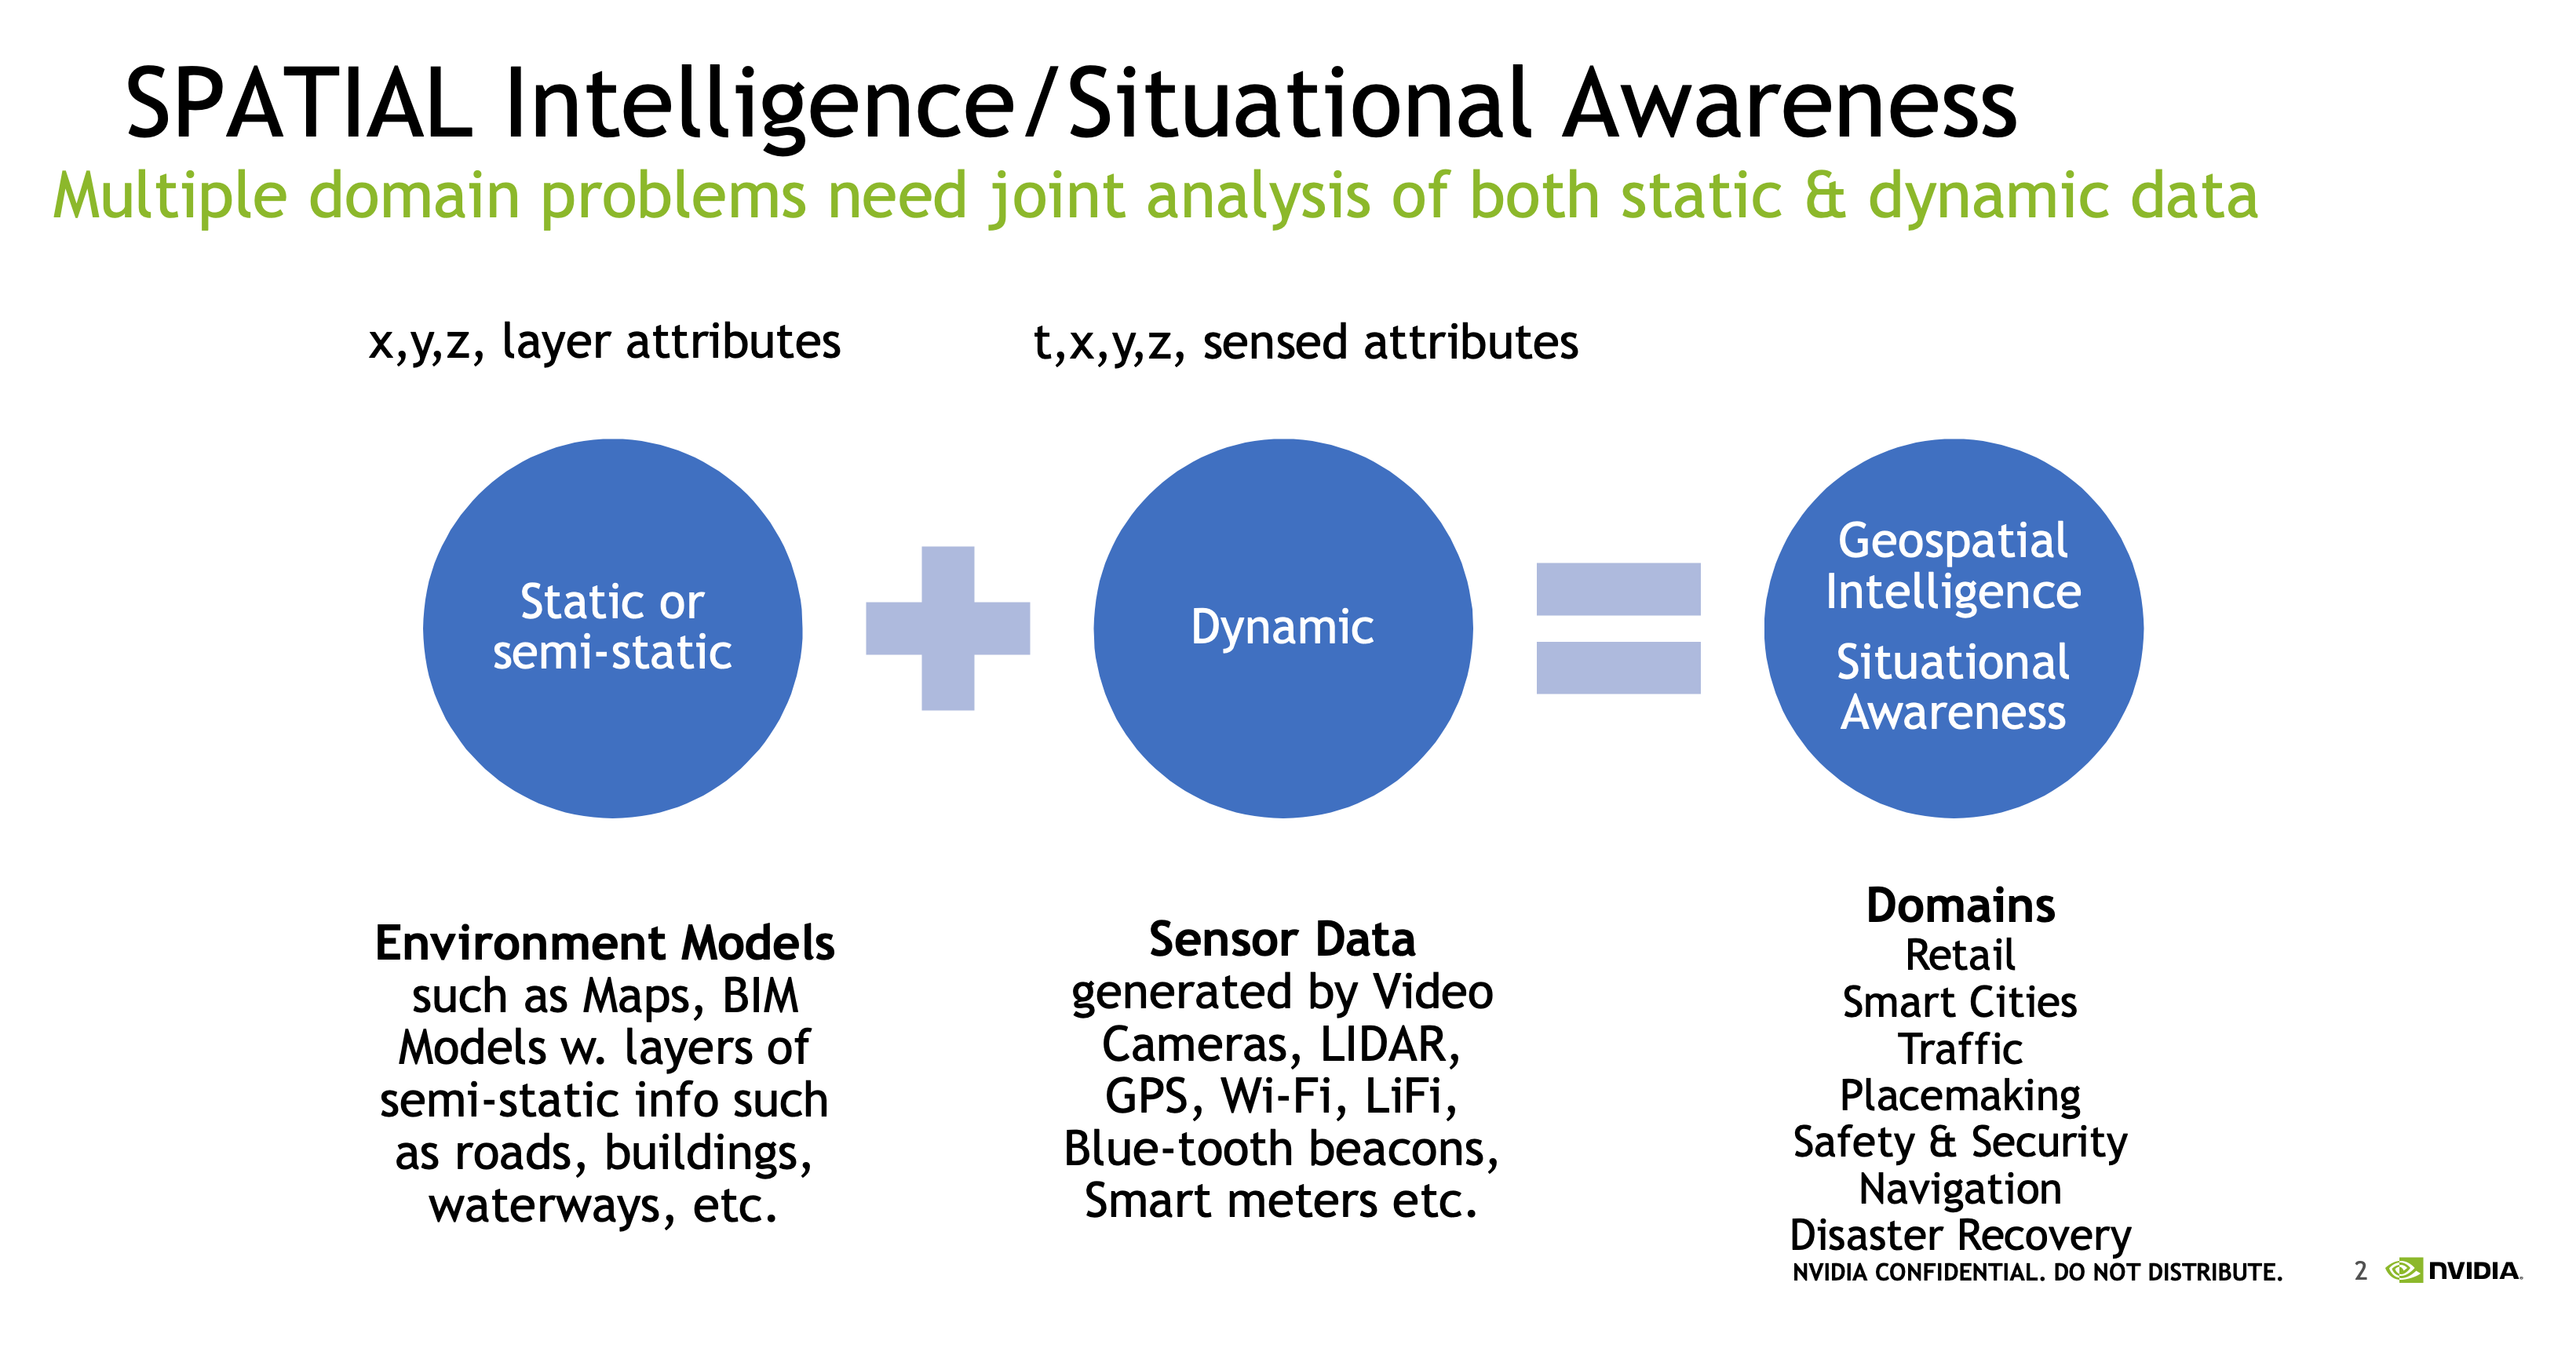 SPATIAL Intelligence/Situational Awareness
Multiple domain problems need joint analysis of both static & dynamic data
x,y,z, layer attributes
t,x,y,z, sensed attributes
Static or
semi-static
Dynamic
Geospatial
Intelligence
Situational
Awareness
Environment Models
such as Maps, BIM
Models w. layers of
semi-static info such
as roads, buildings,
waterways, etc.
Sensor Data
generated by Video
Cameras, LIDAR,
GPS, Wi-Fi, LiFi,
Blue-tooth beacons,
Smart meters etc.
Domains
Retail
Smart Cities
Traffic
Placemaking
Safety & Security
Navigation
Disaster Recovery
NVIDIA CONFIDENTIAL. DO NOT DISTRIBUTE.
2
NVIDIA.